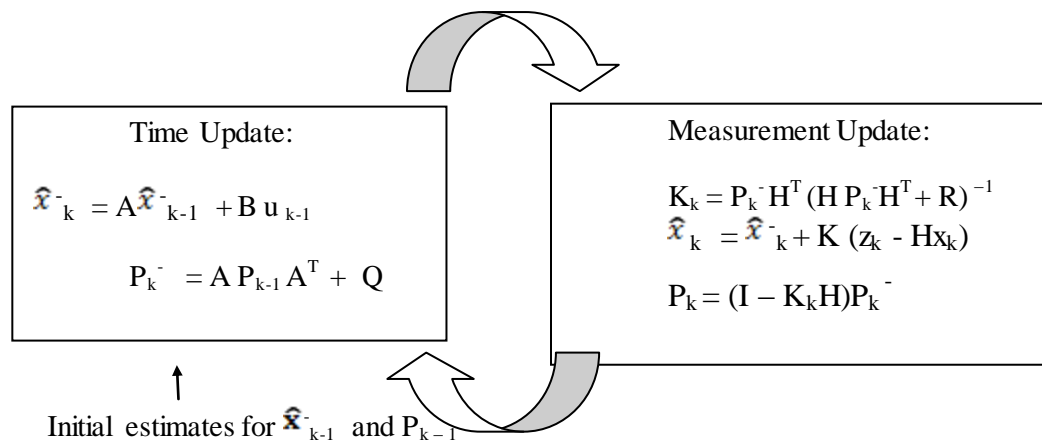 Time Update:
x̂⁻ₖ = A x̂⁻ₖ₋₁ + B u ₖ₋₁
Pₖ⁻ = A Pₖ₋₁ Aᵀ + Q
Measurement Update:
Kₖ = Pₖ⁻ Hᵀ (H Pₖ⁻ Hᵀ + R) ⁻¹
x̂ ₖ = x̂⁻ₖ + K (zₖ - Hxₖ)
Pₖ = (I – KₖH)Pₖ⁻
Initial estimates for x̂⁻ₖ₋₁ and Pₖ₋₁